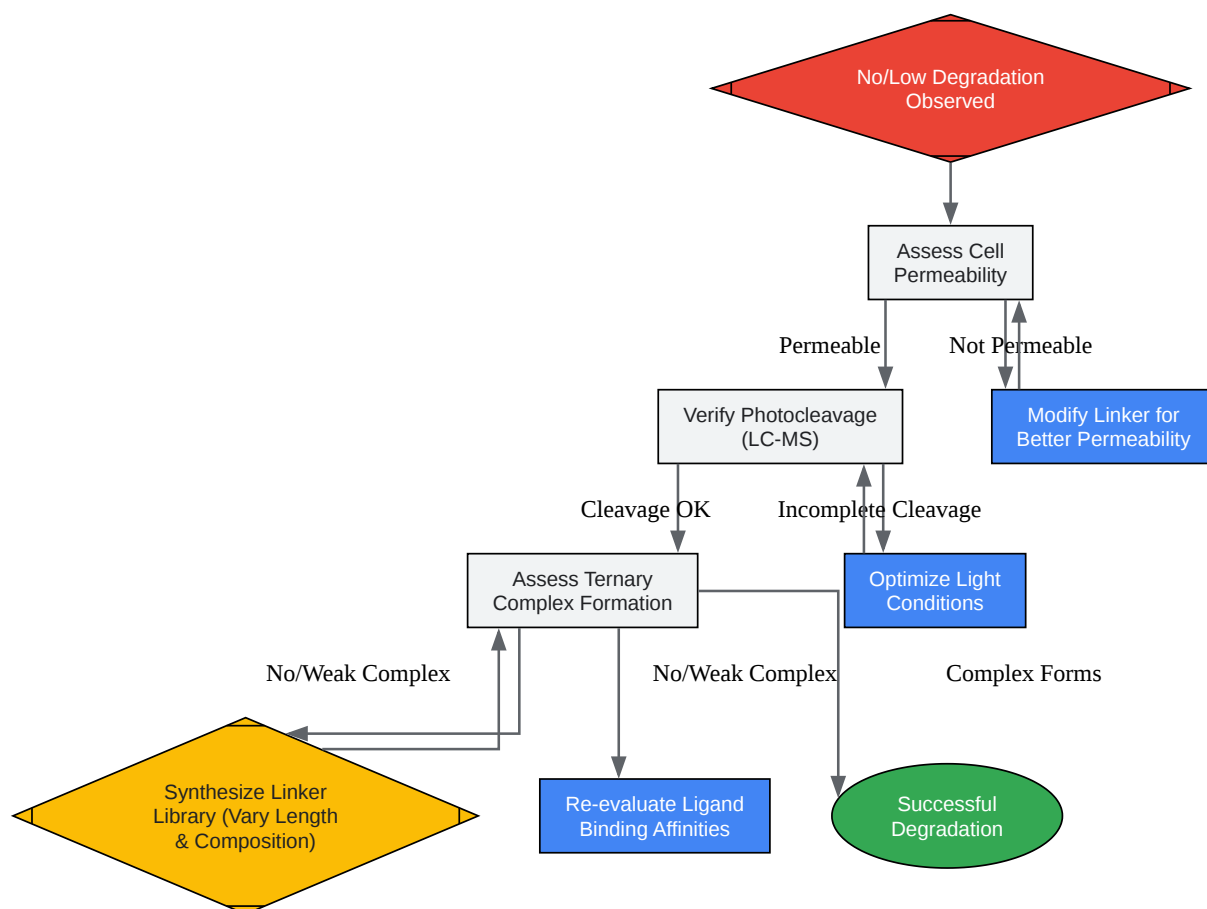 No/Low Degradation
Observed
Assess Cell
Permeability
Permeable
Not Permeable
Verify Photocleavage
(LC-MS)
Modify Linker for
Better Permeability
Cleavage OK
Incomplete Cleavage
Assess Ternary
Complex Formation
Optimize Light
Conditions
No/Weak Complex
No/Weak Complex
Complex Forms
Synthesize Linker
Library (Vary Length
& Composition)
Re-evaluate Ligand
Binding Affinities
Successful
Degradation